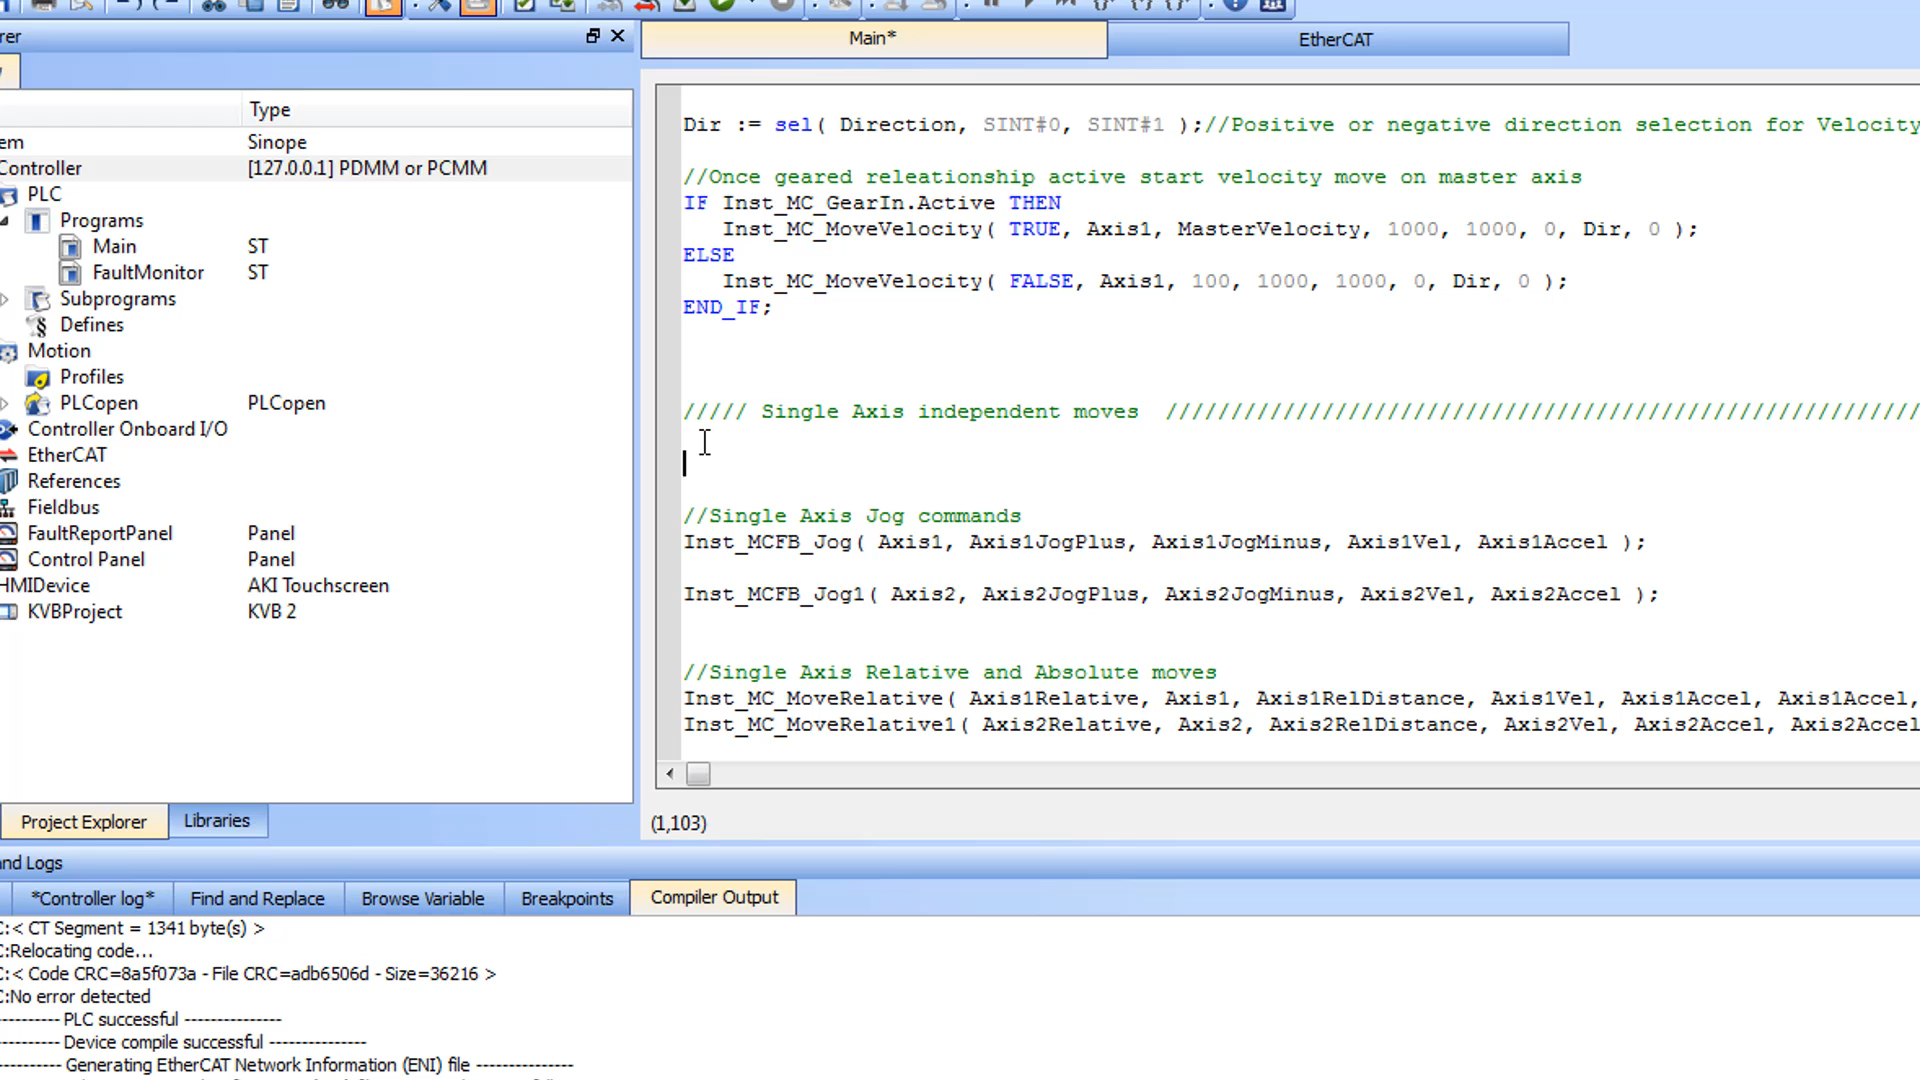 Main*
EtherCAT
rer
Type
em
Sinope
Controller
[127.0.0.1] PDMM or PCMM
PLC
Programs
Main
ST
FaultMonitor
ST
Subprograms
Defines
Motion
Profiles
PLCopen
PLCopen
Controller Onboard I/O
EtherCAT
References
Fieldbus
FaultReportPanel
Panel
Control Panel
Panel
HMIDevice
AKI Touchscreen
KVBProject
KVB 2
Project Explorer
Libraries
Dir := sel( Direction, SINT#0, SINT#1 );//Positive or negative direction selection for Velocity
//Once geared releationship active start velocity move on master axis
IF Inst_MC_GearIn.Active THEN
Inst_MC_MoveVelocity( TRUE, Axis1, MasterVelocity, 1000, 1000, 0, Dir, 0 );
ELSE
Inst_MC_MoveVelocity( FALSE, Axis1, 100, 1000, 1000, 0, Dir, 0 );
END_IF;
///// Single Axis independent moves //////////////////////////////////////////////////////////
//Single Axis Jog commands
Inst_MCFB_Jog( Axis1, Axis1JogPlus, Axis1JogMinus, Axis1Vel, Axis1Accel );
Inst_MCFB_Jog1( Axis2, Axis2JogPlus, Axis2JogMinus, Axis2Vel, Axis2Accel );
//Single Axis Relative and Absolute moves
Inst_MC_MoveRelative( Axis1Relative, Axis1, Axis1RelDistance, Axis1Vel, Axis1Accel, Axis1Accel,
Inst_MC_MoveRelative1( Axis2Relative, Axis2, Axis2RelDistance, Axis2Vel, Axis2Accel, Axis2Accel
(1,103)
and Logs
*Controller log*
Find and Replace
Browse Variable
Breakpoints
Compiler Output
C:< CT Segment = 1341 byte(s) >
C:Relocating code...
C:< Code CRC=8a5f073a - File CRC=adb6506d - Size=36216 >
C:No error detected
---------- PLC successful ---------------
---------- Device compile successful ---------------
---------- Generating EtherCAT Network Information (ENI) file ---------------